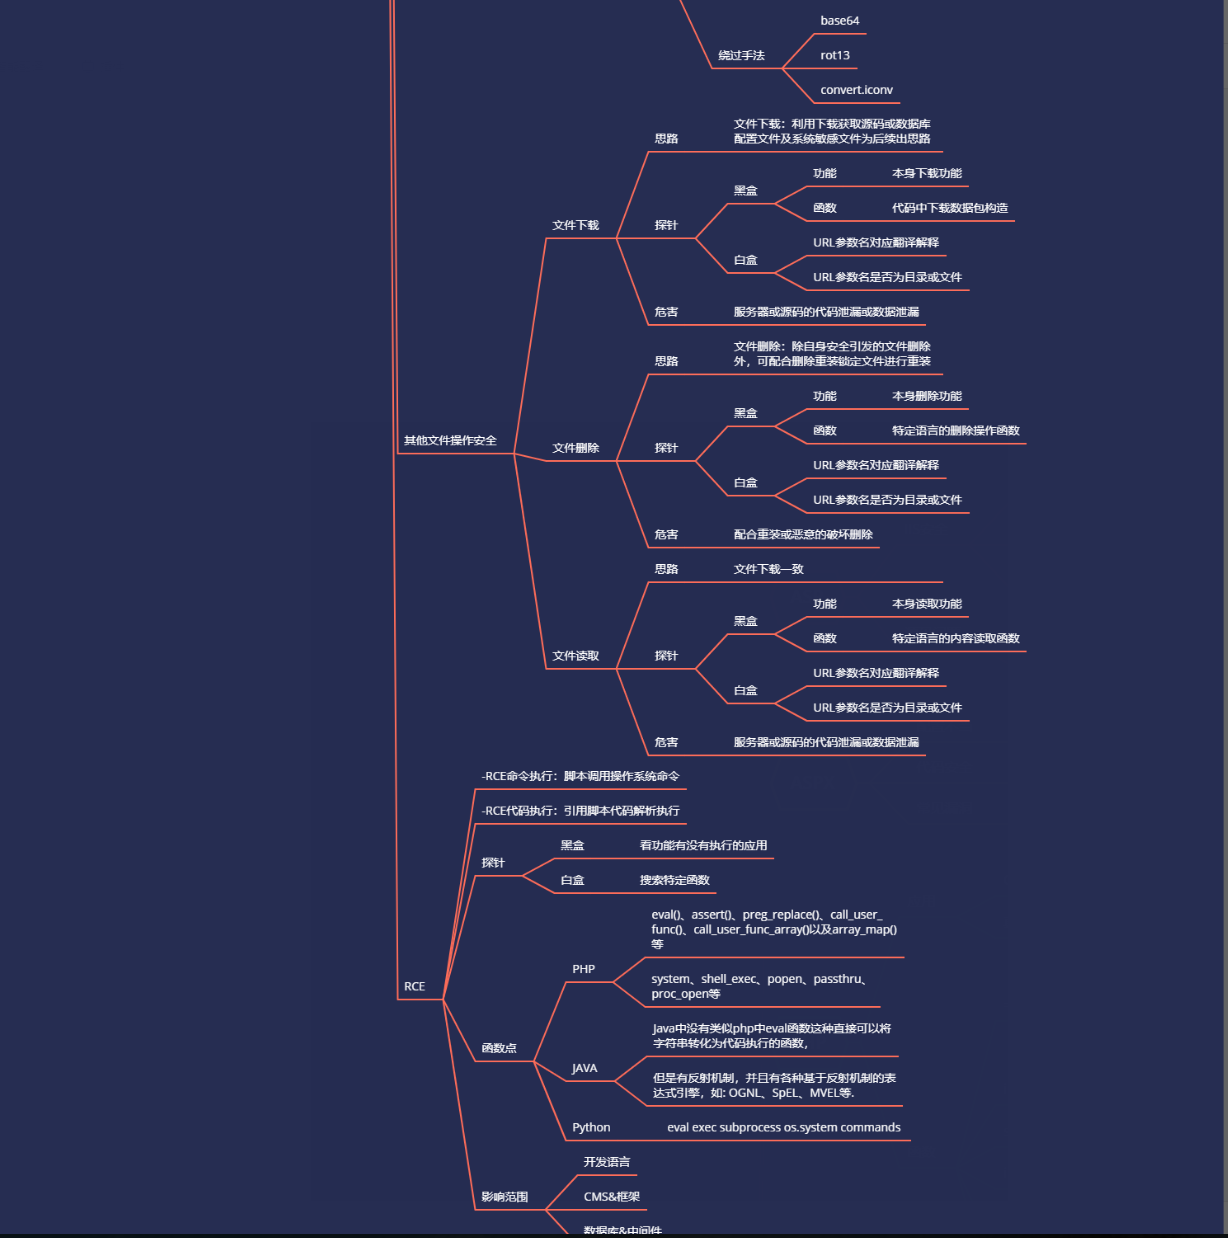 base64
绕过手法
rot13
convert.iconv
文件下载：利用下载获取源码或数据库
配置文件及系统敏感文件为后续出思路
思路
功能
本身下载功能
黑盒
函数
代码中下载数据包构造
文件下载
探针
URL参数名对应翻译解释
白盒
URL参数名是否为目录或文件
危害
服务器或源码的代码泄漏或数据泄漏
文件删除：除自身安全引发的文件删除
外，可配合删除重装锁定文件进行重装
思路
功能
本身删除功能
黑盒
函数
特定语言的删除操作函数
其他文件操作安全
文件删除
探针
URL参数名对应翻译解释
白盒
URL参数名是否为目录或文件
危害
配合重装或恶意的破坏删除
思路
文件下载一致
功能
本身读取功能
黑盒
函数
特定语言的内容读取函数
文件读取
探针
URL参数名对应翻译解释
白盒
URL参数名是否为目录或文件
危害
服务器或源码的代码泄漏或数据泄漏
-RCE命令执行：脚本调用操作系统命令
-RCE代码执行：引用脚本代码解析执行
黑盒
看功能有没有执行的应用
探针
白盒
搜索特定函数
eval()、assert()、preg_replace()、call_user_
func()、call_user_func_array()以及array_map()
等
PHP
system、shell_exec、popen、passthru、
proc_open等
RCE
Java中没有类似php中eval函数这种直接可以将
字符串转化为代码执行的函数，
函数点
JAVA
但是有反射机制，并且有各种基于反射机制的表
达式引擎，如: OGNL、SpEL、MVEL等.
Python
eval exec subprocess os.system commands
开发语言
影响范围
CMS&框架
数据库&中间件